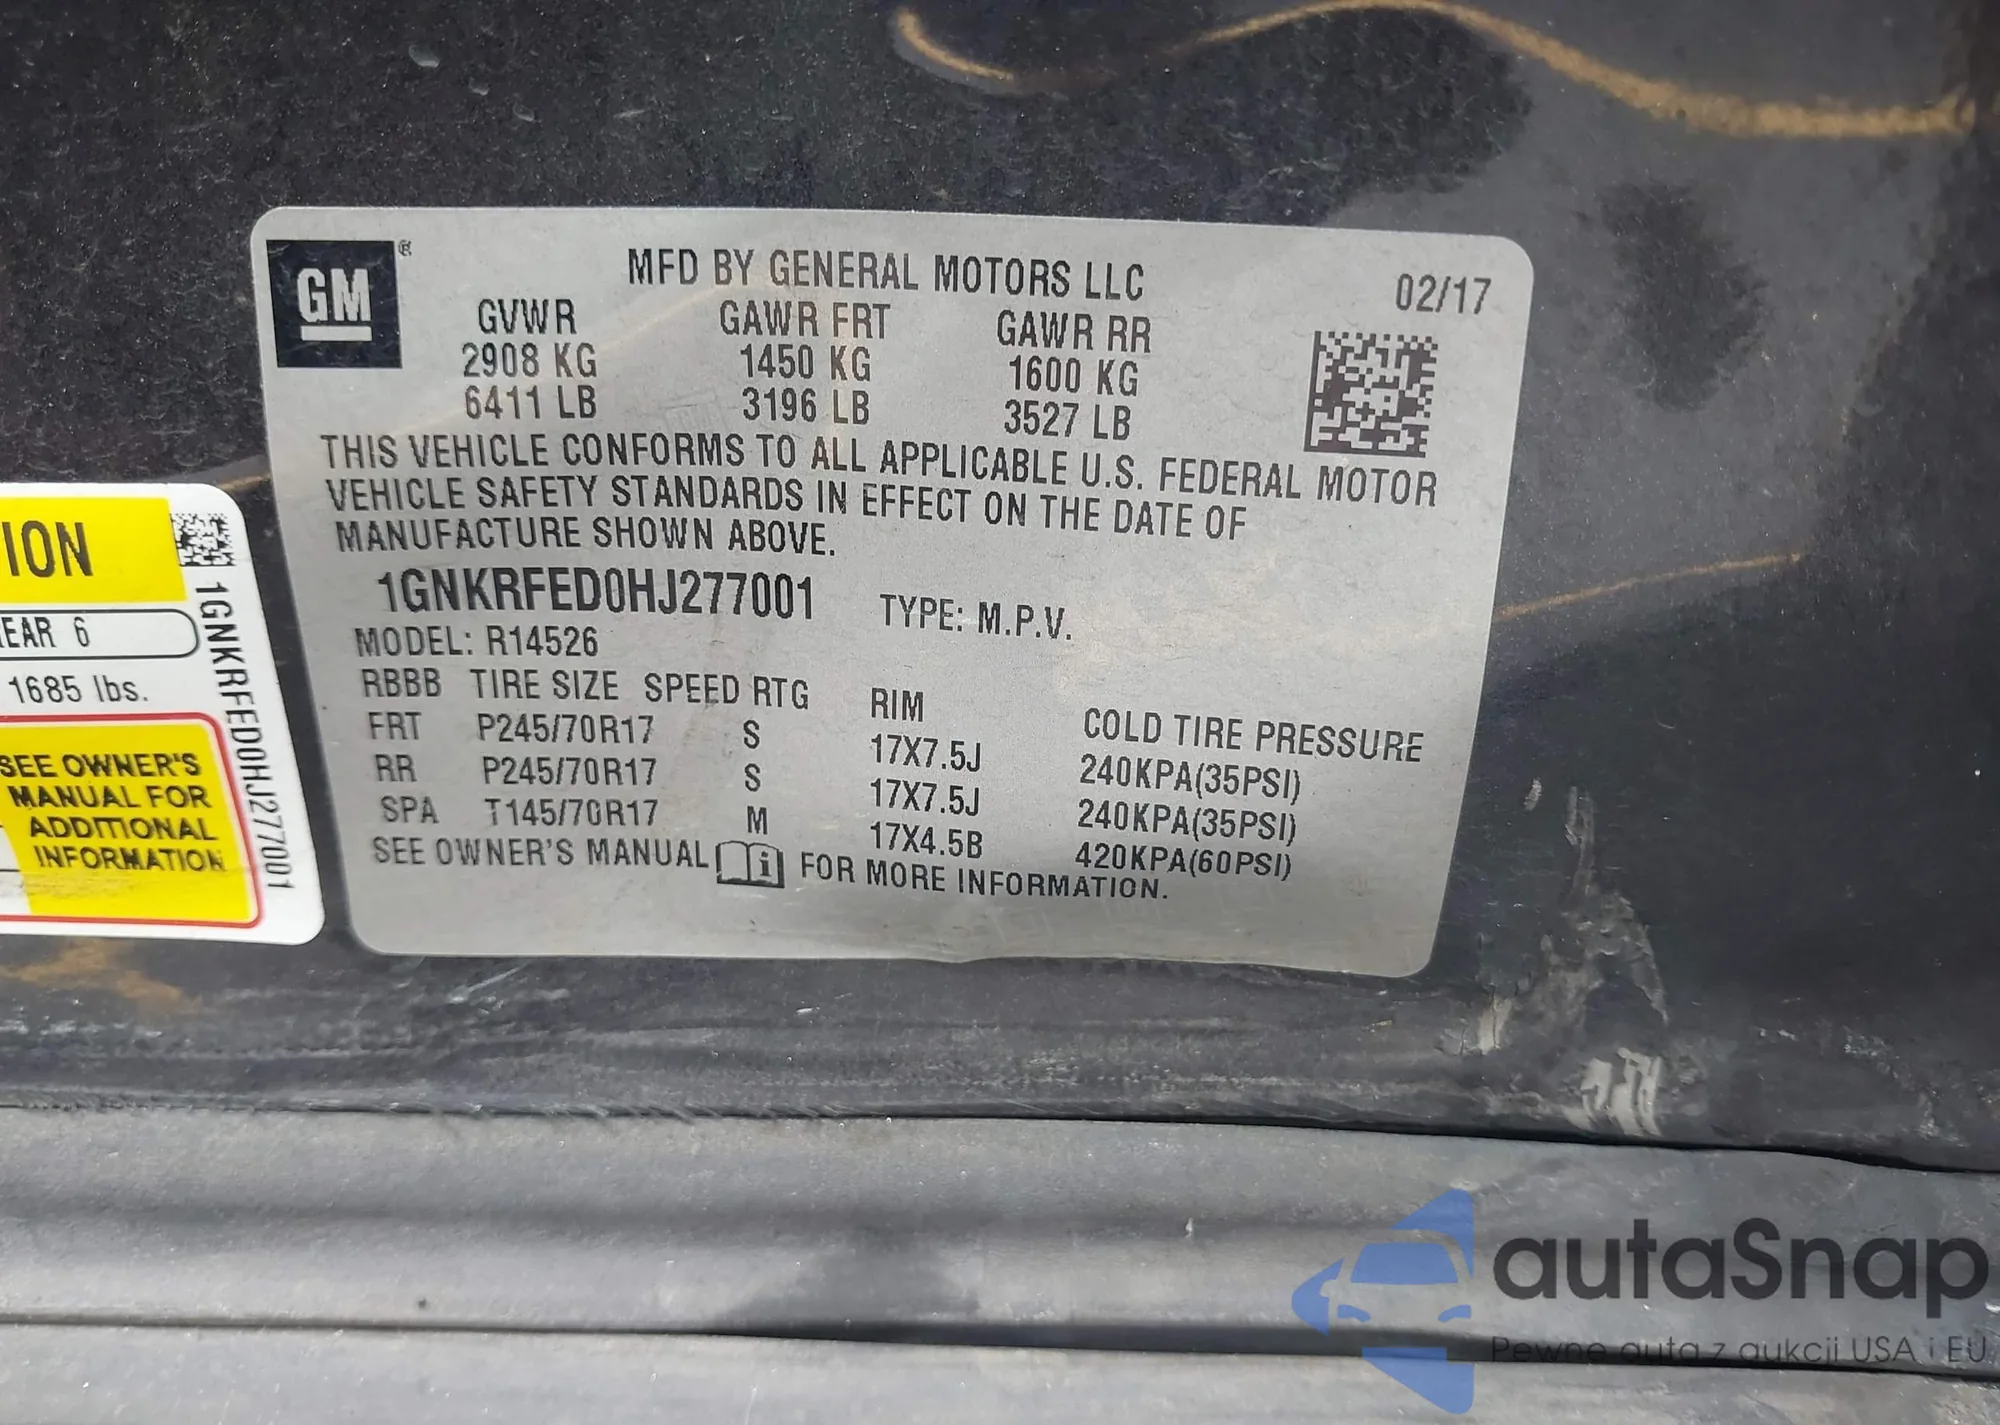 GM ®
MFD BY GENERAL MOTORS LLC
02/17
GVWR GAWR FRT GAWR RR
2908 KG 1450 KG 1600 KG
6411 LB 3196 LB 3527 LB
THIS VEHICLE CONFORMS TO ALL APPLICABLE U.S. FEDERAL MOTOR
VEHICLE SAFETY STANDARDS IN EFFECT ON THE DATE OF
MANUFACTURE SHOWN ABOVE.
1GNKRFED0HJ277001 TYPE: M.P.V.
MODEL: R14526
RBBB TIRE SIZE SPEED RTG RIM COLD TIRE PRESSURE
FRT P245/70R17 S 17X7.5J 240KPA(35PSI)
RR P245/70R17 S 17X7.5J 240KPA(35PSI)
SPA T145/70R17 M 17X4.5B 420KPA(60PSI)
SEE OWNER'S MANUAL i FOR MORE INFORMATION.
ION
EAR 6
1685 lbs.
SEE OWNER'S
MANUAL FOR
ADDITIONAL
INFORMATION
1GNKRFED0HJ277001
autaSnap
Pewne auta z aukcji USA i EU